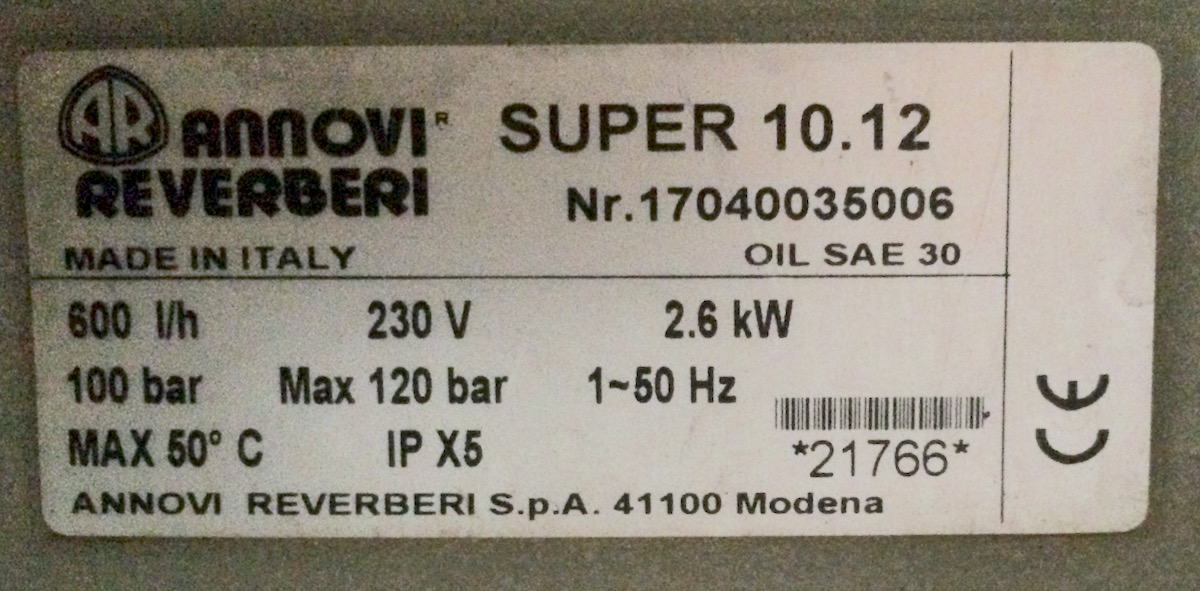 AR ANNOVI R SUPER 10.12
REVERBERI Nr.17040035006
MADE IN ITALY OIL SAE 30
600 l/h 230 V 2.6 kW
100 bar Max 120 bar 1~50 Hz
MAX 50° C IP X5 *21766*
ANNOVI REVERBERI S.p.A. 41100 Modena
CE